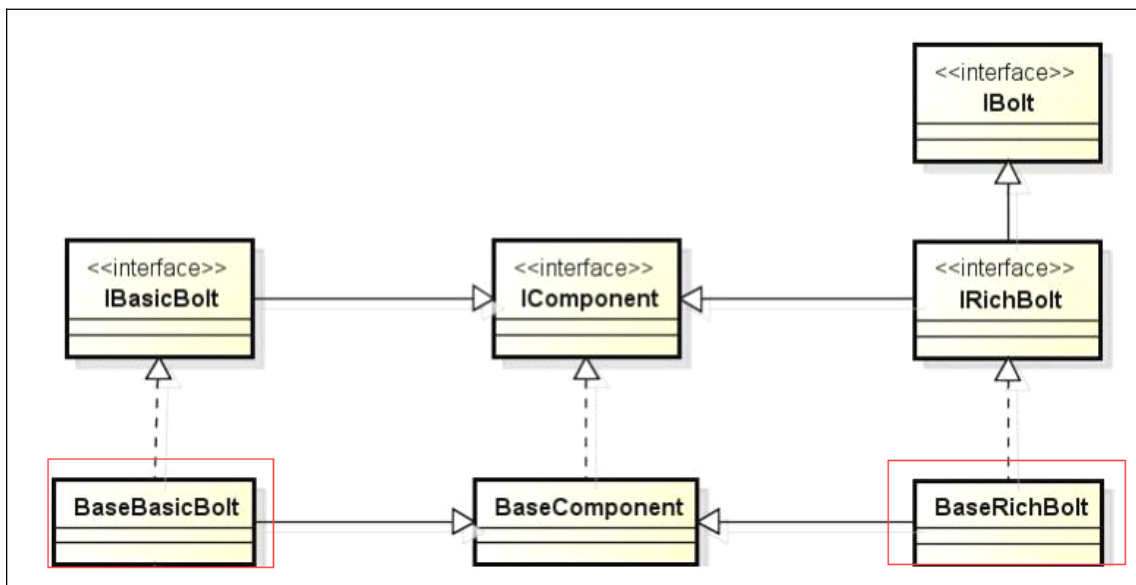 <<interface>>
IBolt
<<interface>>
IBasicBolt
<<interface>>
IComponent
<<interface>>
IRichBolt
BaseBasicBolt
BaseComponent
BaseRichBolt